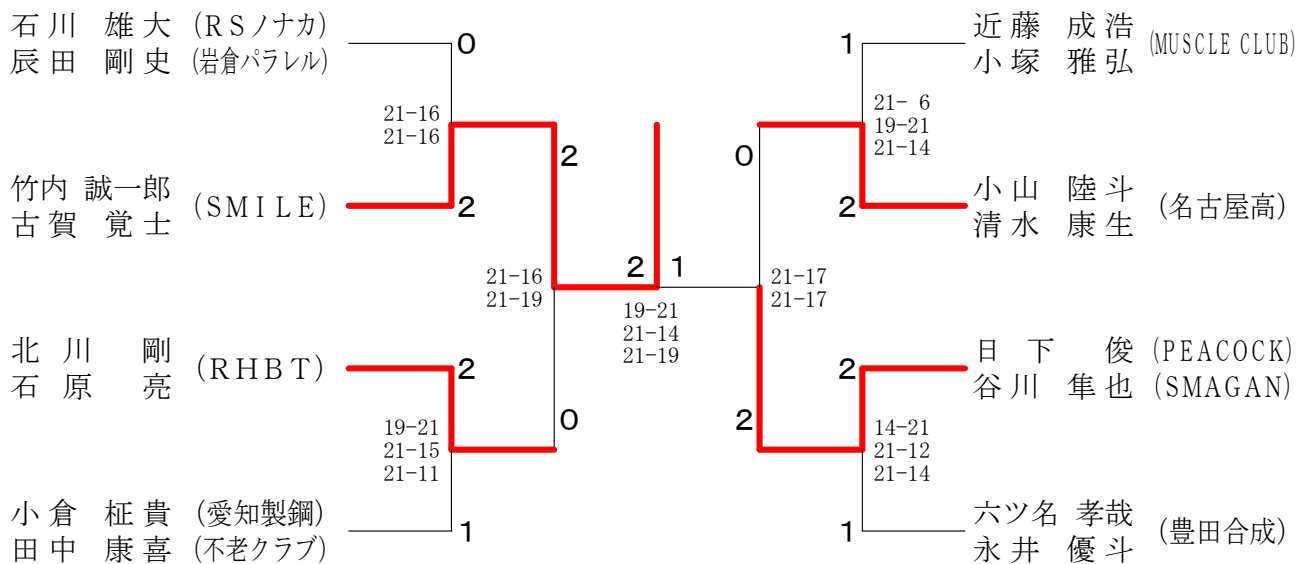 石川 雄大 (RSノナカ)
辰田 剛史 (岩倉パラレル)
0
21-16
21-16
竹内 誠一郎
古賀 覚士
(SMILE)
2
2
21-16
21-19
北川 剛
石原 亮
(RHBT)
2
0
19-21
21-15
21-11
小倉 柾貴 (愛知製鋼)
田中 康喜 (不老クラブ)
1
2 1
19-21
21-14
21-19
近藤 成浩
小塚 雅弘
(MUSCLE CLUB)
1
21- 6
19-21
21-14
0
小山 陸斗
清水 康生
(名古屋高)
2
21-17
21-17
日下 俊 (PEACOCK)
谷川 隼也 (SMAGAN)
2
2
14-21
21-12
21-14
六ツ名 孝哉
永井 優斗
(豊田合成)
1